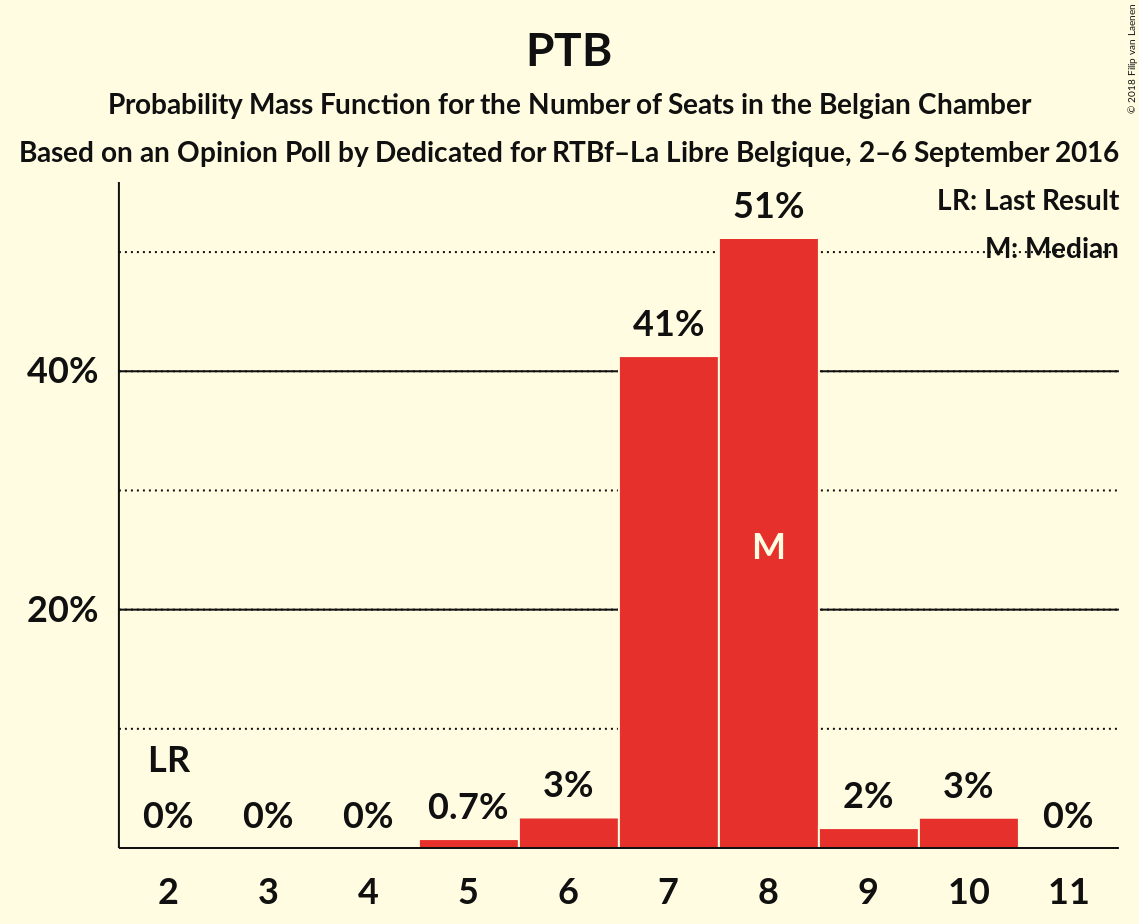 PTB
Probability Mass Function for the Number of Seats in the Belgian Chamber
Based on an Opinion Poll by Dedicated for RTBf–La Libre Belgique, 2–6 September 2016
© 2018 Filip van Laenen
LR: Last Result
M: Median
51%
41%
40%
M
20%
LR
0%
0%
0%
0.7%
3%
2%
3%
0%
2 3 4 5 6 7 8 9 10 11